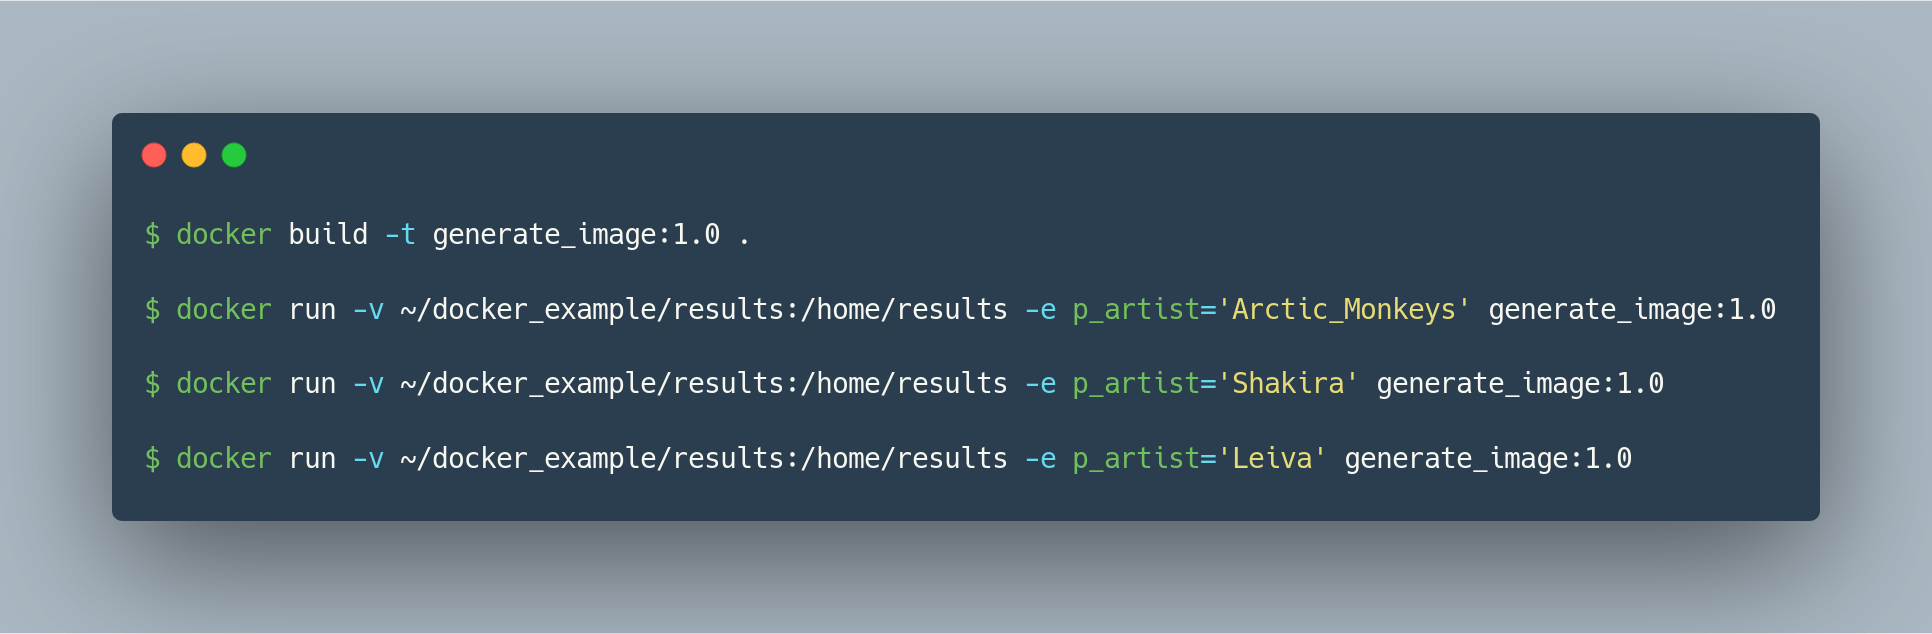 $ docker build -t generate_image:1.0 .
$ docker run -v ~/docker_example/results:/home/results -e p_artist='Arctic_Monkeys' generate_image:1.0
$ docker run -v ~/docker_example/results:/home/results -e p_artist='Shakira' generate_image:1.0
$ docker run -v ~/docker_example/results:/home/results -e p_artist='Leiva' generate_image:1.0